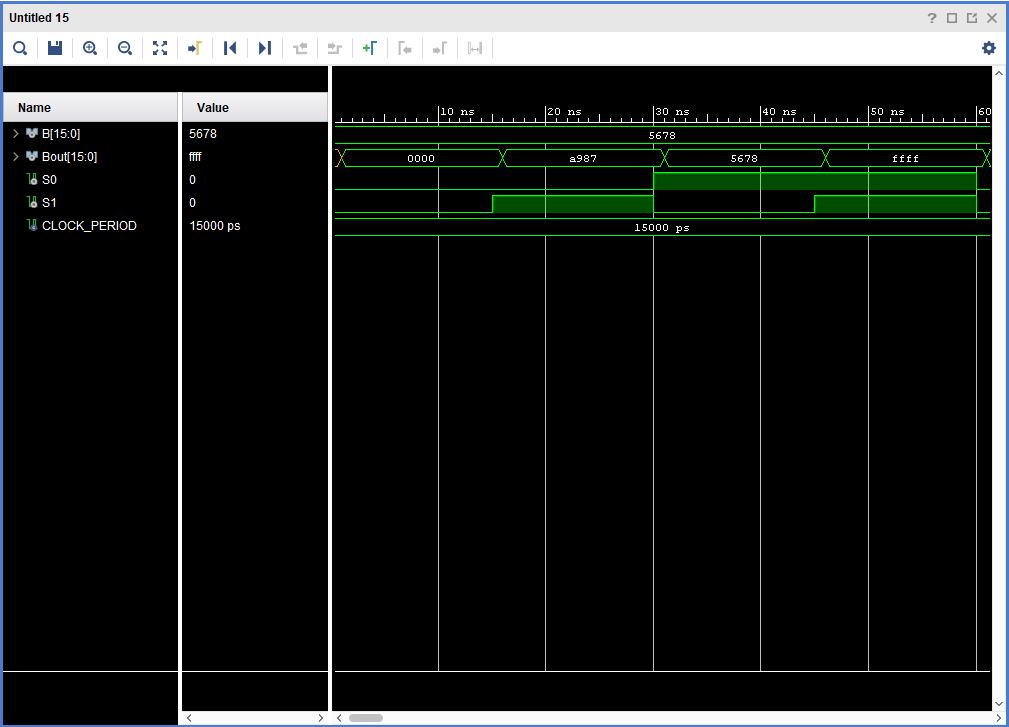 Untitled 15
Name Value
10 ns 20 ns 30 ns 40 ns 50 ns 60
B[15:0] 5678 5678
Bout[15:0] ffff 0000 a987 5678 ffff
S0 0
S1 0
CLOCK_PERIOD 15000 ps 15000 ps